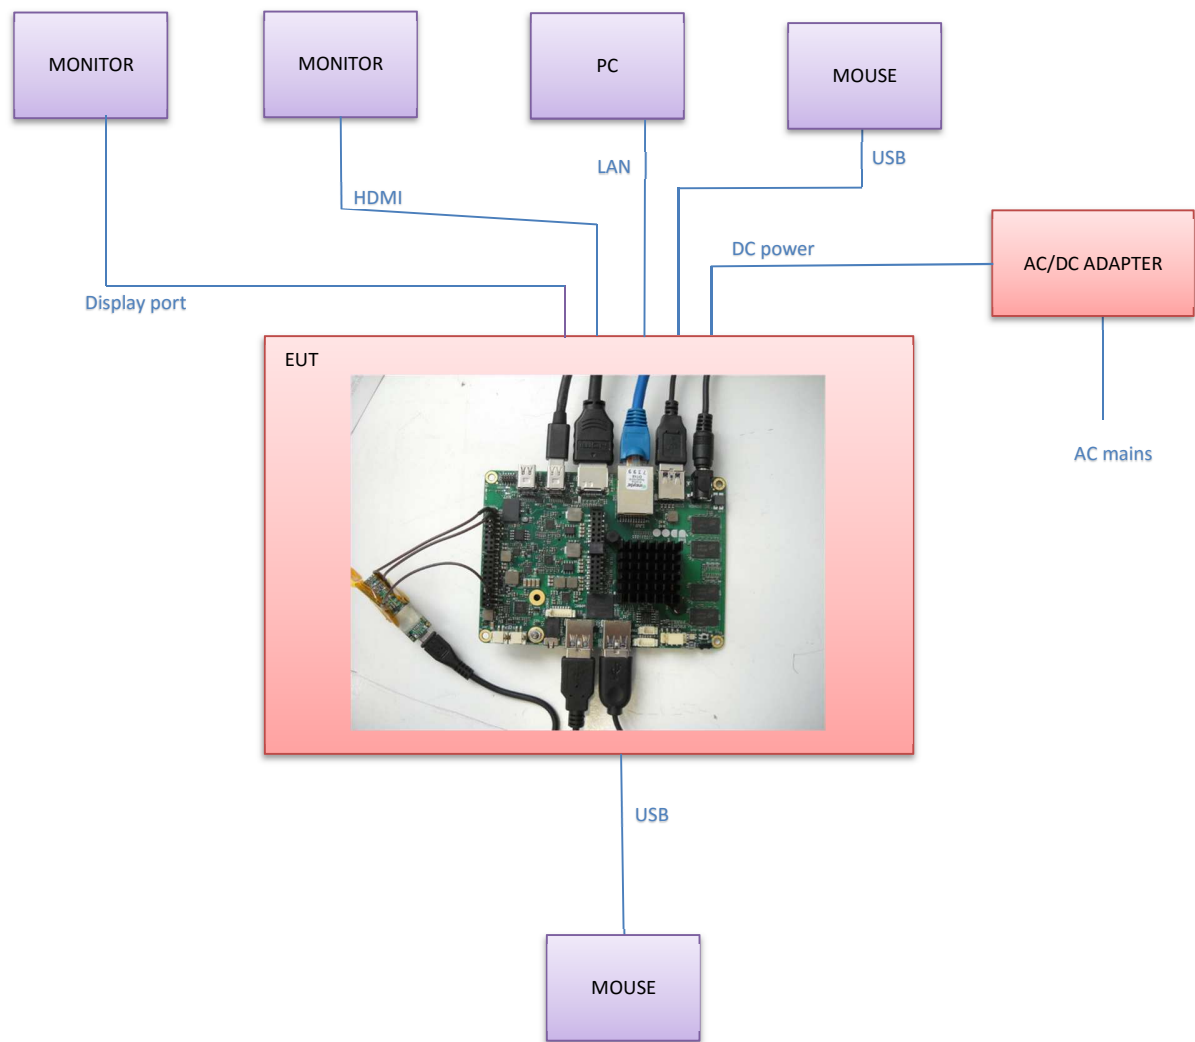 MONITOR
MONITOR
PC
MOUSE
USB
LAN
HDMI
DC power
AC/DC ADAPTER
Display port
EUT
AC mains
USB
MOUSE